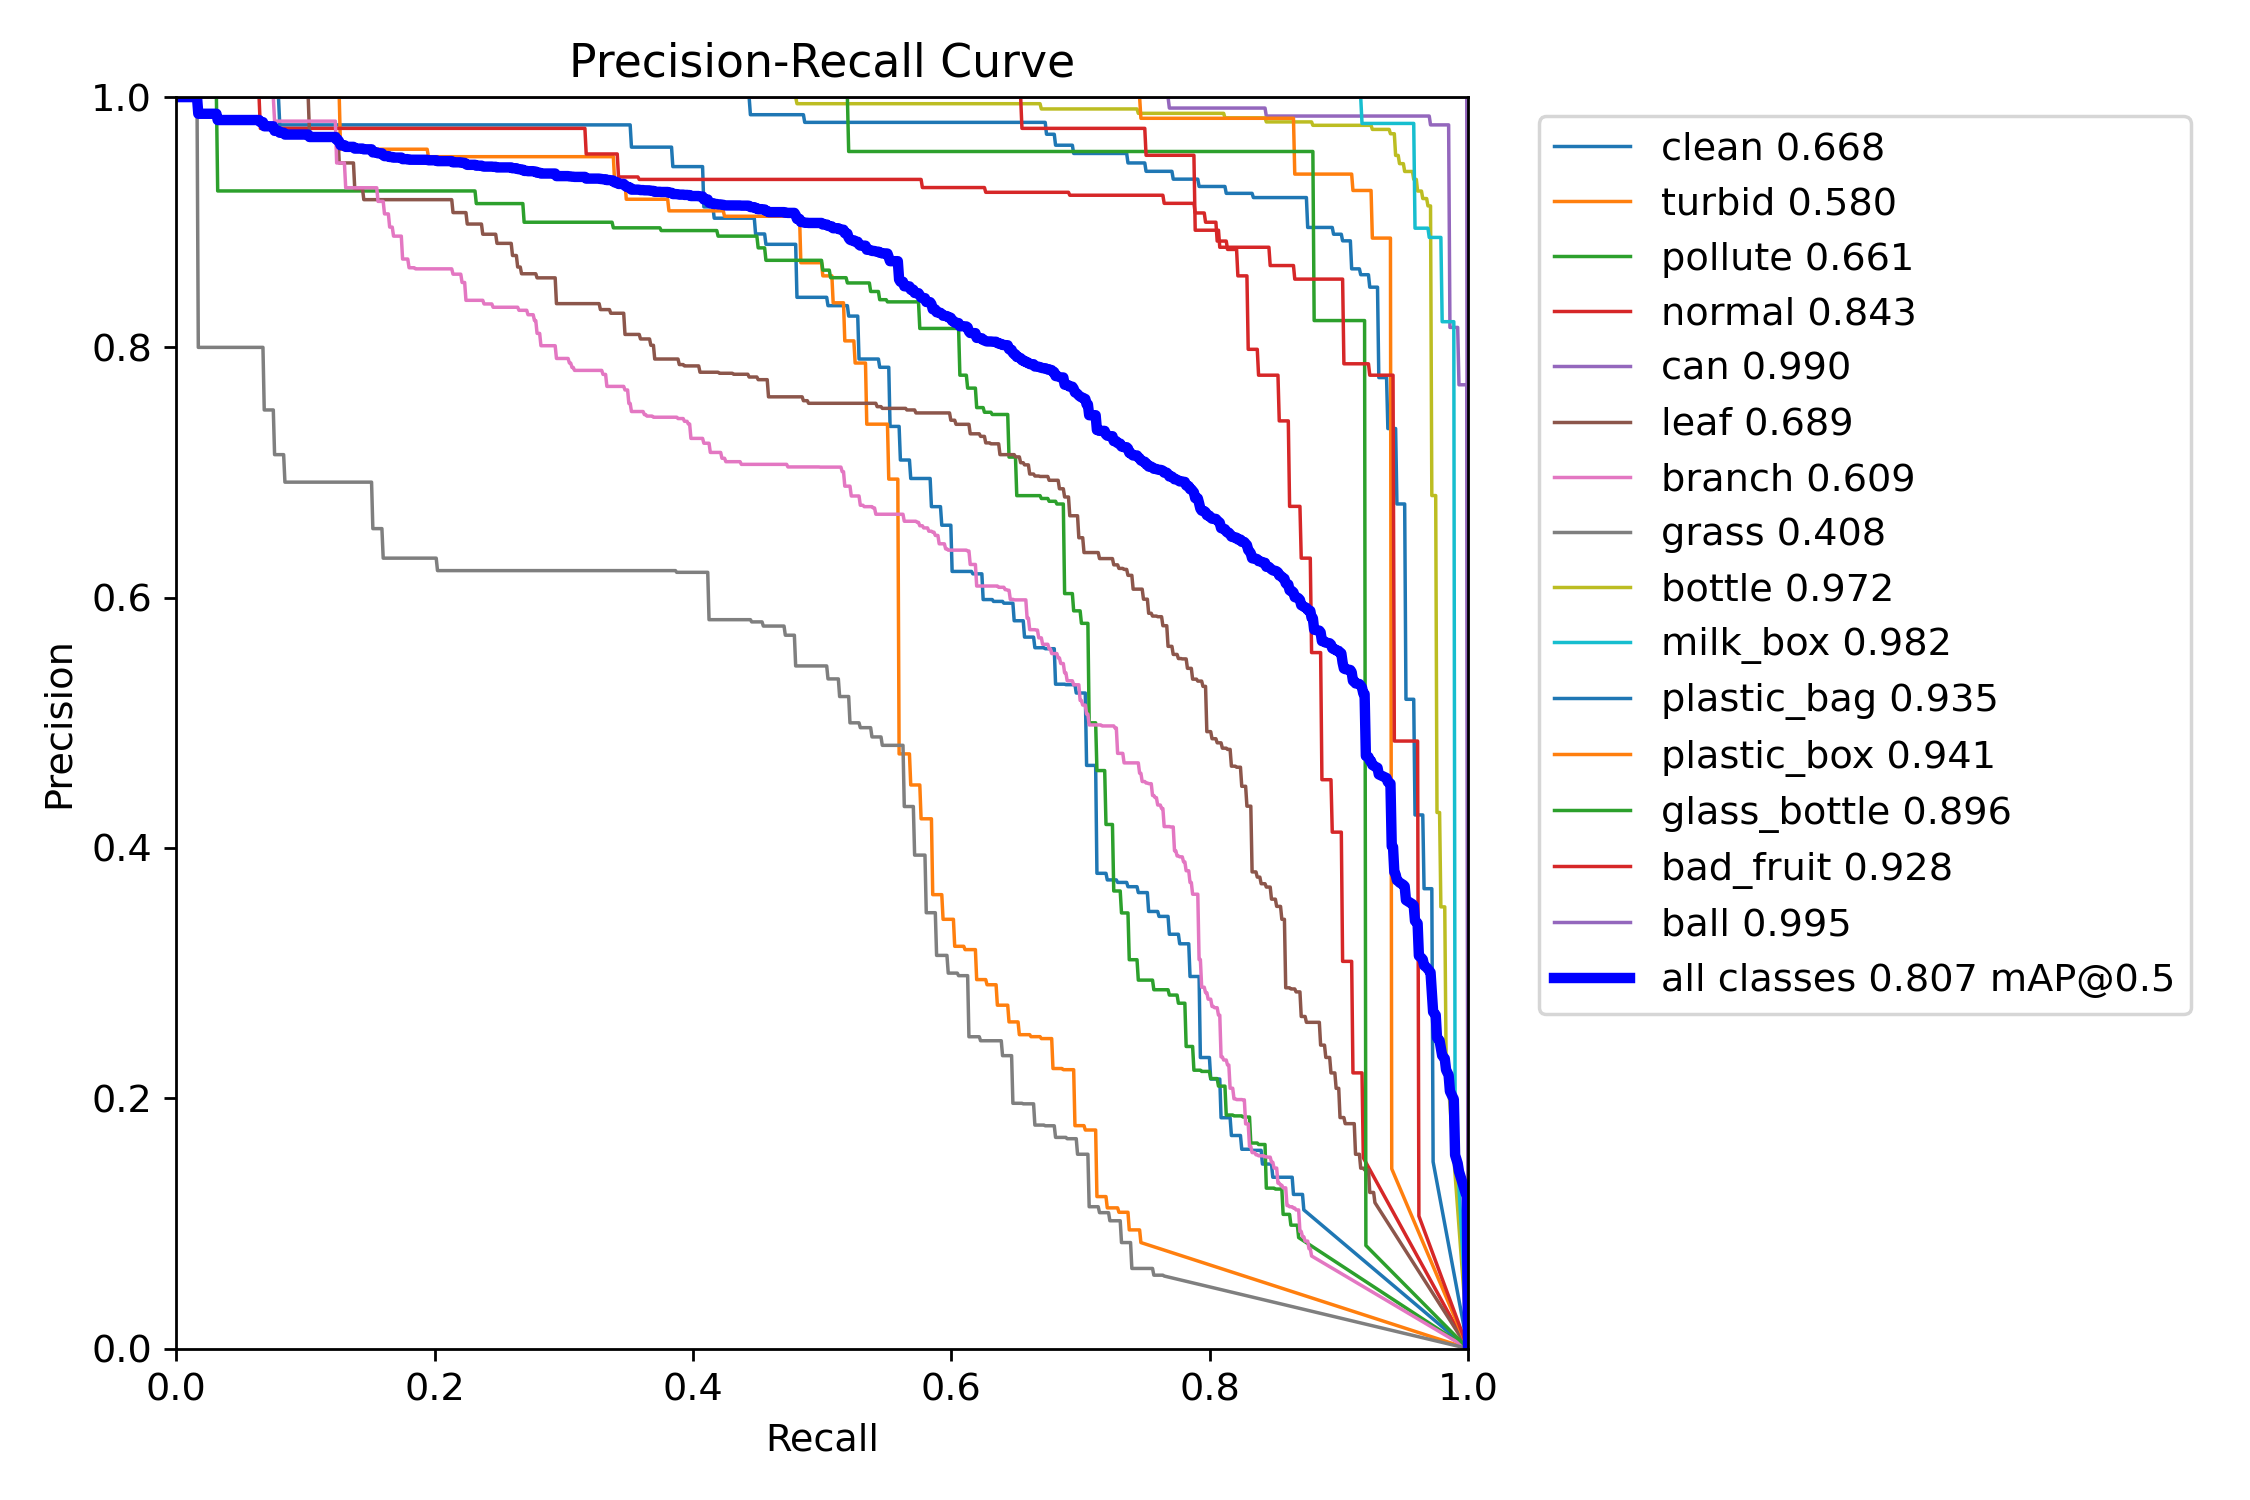 Precision-Recall Curve
1.0
0.8
0.6
0.4
0.2
0.0
Precision
0.0 0.2 0.4 0.6 0.8 1.0
Recall
clean 0.668
turbid 0.580
pollute 0.661
normal 0.843
can 0.990
leaf 0.689
branch 0.609
grass 0.408
bottle 0.972
milk_box 0.982
plastic_bag 0.935
plastic_box 0.941
glass_bottle 0.896
bad_fruit 0.928
ball 0.995
all classes 0.807 mAP@0.5